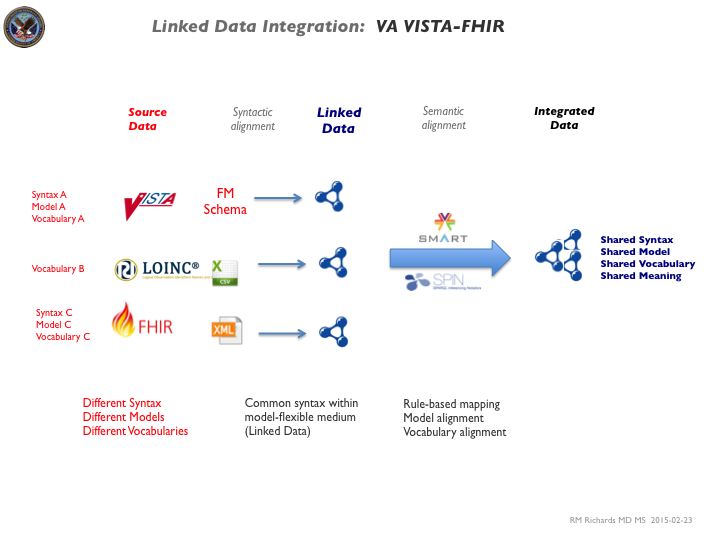 Linked Data Integration: VA VISTA-FHIR
Source
Data
Syntactic
alignment
Linked
Data
Semantic
alignment
Integrated
Data
Syntax A
Model A
Vocabulary A
VISTA
FM
Schema
SMART
Shared Syntax
Shared Model
Shared Vocabulary
Shared Meaning
Vocabulary B
LOINC®
X
CSV
SPIN
Syntax C
Model C
Vocabulary C
FHIR
XML
Different Syntax
Different Models
Different Vocabularies
Common syntax within
model-flexible medium
(Linked Data)
Rule-based mapping
Model alignment
Vocabulary alignment
RM Richards MD MS 2015-02-23